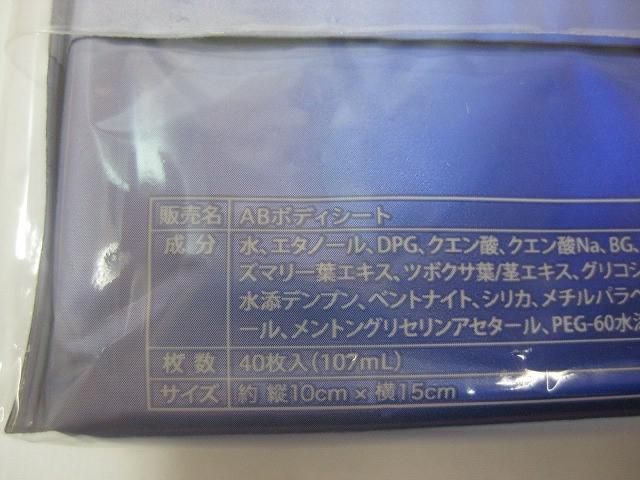 販売名 ABボディシート
成分 水、エタノール、DPG、クエン酸、クエン酸Na、BG、
ズマリー葉エキス、ツボクサ葉/茎エキス、グリコシ
水添デンプン、ベントナイト、シリカ、メチルパラベ
ール、メントングリセリンアセタール、PEG-60水添
枚数 40枚入(107mL)
サイズ 約 縦10cm×横15cm